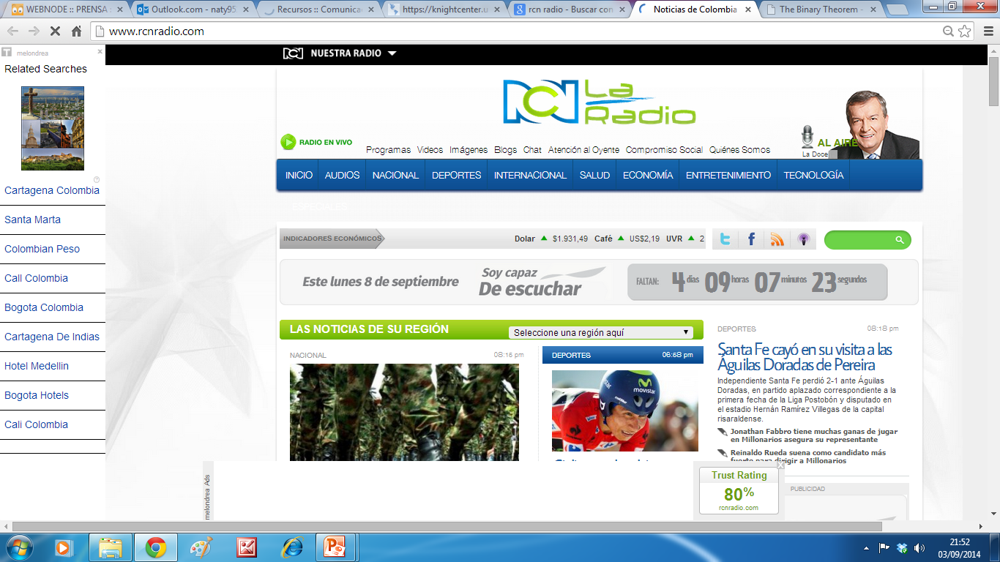 WEBNODE :: PRENSA :
Outlook.com - naty95
Recursos :: Comunica
https://knightcenter.u
rcn radio - Buscar con
Noticias de Colombia
The Binary Theorem -
www.rcnradio.com
melondrea
Related Searches
Cartagena Colombia
Santa Marta
Colombian Peso
Call Colombia
Bogota Colombia
Cartagena De Indias
Hotel Medellin
Bogota Hotels
Cali Colombia
NUESTRA RADIO
RCN La Radio
RADIO EN VIVO
Programas Videos Imágenes Blogs Chat Atención al Oyente Compromiso Social Quiénes Somos
AL AIRE
La Doce
INICIO AUDIOS NACIONAL DEPORTES INTERNACIONAL SALUD ECONOMÍA ENTRETENIMIENTO TECNOLOGÍA
ESPECIALES
INDICADORES ECONÓMICOS
Dolar $1.931,49 Café US$2,19 UVR 2
Este lunes 8 de septiembre
Soy capaz
De escuchar
FALTAN: 4 dias 09 horas 07 minutos 23 segundos
LAS NOTICIAS DE SU REGIÓN
Seleccione una región aquí
NACIONAL 08:16 pm
DEPORTES 06:58 pm
movistar
DEPORTES 08:18 pm
Santa Fe cayó en su visita a las
Águilas Doradas de Pereira
Independiente Santa Fe perdió 2-1 ante Águilas
Doradas, en partido aplazado correspondiente a la
primera fecha de la Liga Postobón y disputado en
el estadio Hernán Ramírez Villegas de la capital
risaraldense.
Jonathan Fabbro tiene muchas ganas de jugar
en Millonarios asegura su representante
Reinaldo Rueda suena como candidato más
fuerte para dirigir a Millonarios
melondrea Ads
Trust Rating
80%
rcnradio.com
PUBLICIDAD
21:52
03/09/2014